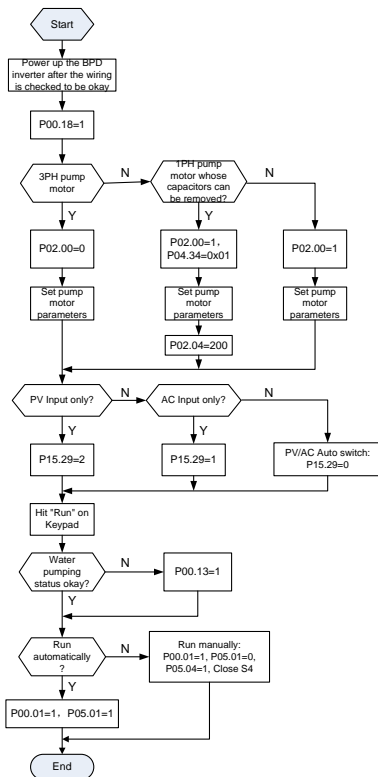 Start
Power up the BPD
inverter after the wiring
is checked to be okay
P00.18=1
3PH pump
motor
N
1PH pump
motor whose
capacitors can
be removed?
N
Y
Y
P02.00=0
P02.00=1,
P04.34=0x01
P02.00=1
Set pump
motor
parameters
Set pump
motor
parameters
Set pump
motor
parameters
P02.04=200
PV Input only?
N
AC Input only?
N
Y
Y
P15.29=2
P15.29=1
PV/AC Auto switch:
P15.29=0
Hit "Run" on
Keypad
Water
pumping
status okay?
N
P00.13=1
Y
Run
automatically
?
N
Run manually:
P00.01=1, P05.01=0,
P05.04=1, Close S4
Y
P00.01=1,  P05.01=1
End